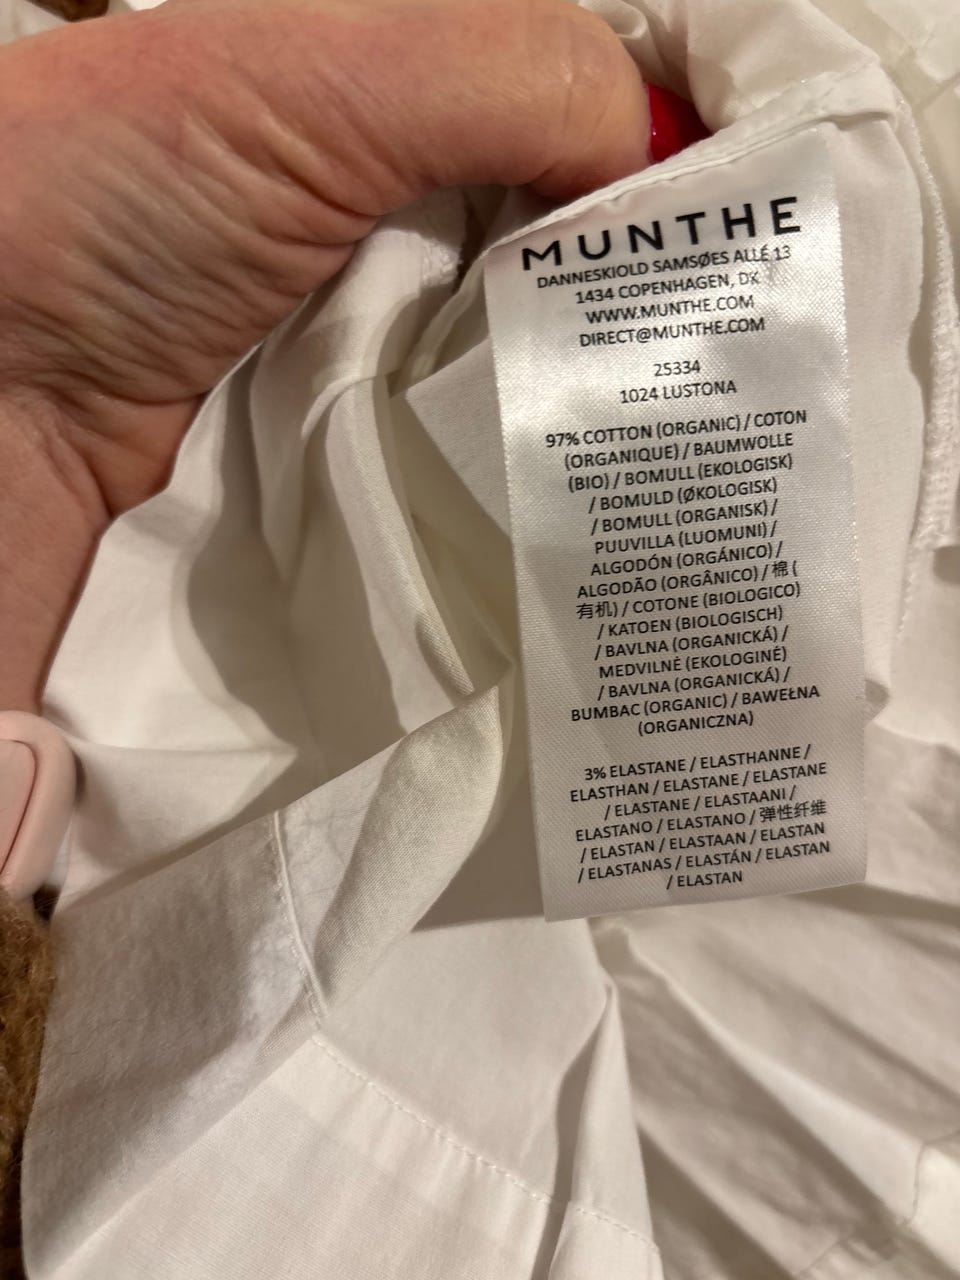 MUNTHE
DANNESKIOLD SAMSØES ALLÉ 13
1434 COPENHAGEN, DK
WWW.MUNTHE.COM
DIRECT@MUNTHE.COM
25334
1024 LUSTONA
97% COTTON (ORGANIC) / COTON
(ORGANIQUE) / BAUMWOLLE
(BIO) / BOMULL (EKOLOGISK)
/ BOMULD (ØKOLOGISK)
/ BOMULL (ORGANISK) /
PUUVILLA (LUOMUNI) /
ALGODÓN (ORGÁNICO) /
ALGODÃO (ORGÂNICO) / 棉 (
有机) / COTONE (BIOLOGICO)
/ KATOEN (BIOLOGISCH)
/ BAVLNA (ORGANICKÁ) /
MEDVILNĖ (EKOLOGINĖ)
/ BAVLNA (ORGANICKÁ) /
BUMBAC (ORGANIC) / BAWEŁNA
(ORGANICZNA)
3% ELASTANE / ELASTHANNE /
ELASTHAN / ELASTANE / ELASTANE
/ ELASTANE / ELASTAANI /
ELASTANO / ELASTANO / 弹性纤维
/ ELASTAN / ELASTAAN / ELASTAN
/ ELASTANAS / ELASTÁN / ELASTAN
/ ELASTAN